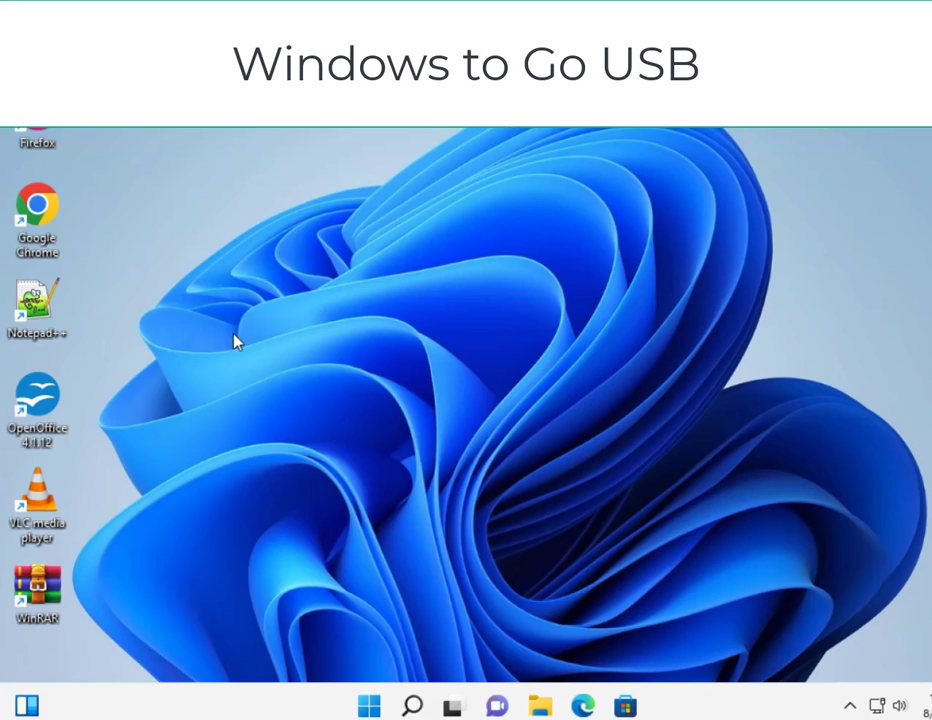 Windows to Go USB
Firefox
Google
Chrome
Notepad++
OpenOffice
4.1.12
VLC media
player
WinRAR